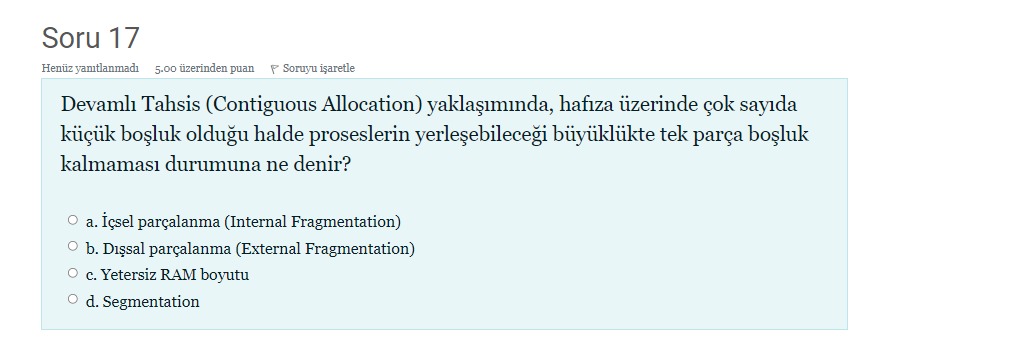 Soru 17
Henüz yanıtlanmadı 5.00 üzerinden puan Soruyu işaretle
Devamlı Tahsis (Contiguous Allocation) yaklaşımında, hafıza üzerinde çok sayıda
küçük boşluk olduğu halde proseslerin yerleşebileceği büyüklükte tek parça boşluk
kalmaması durumuna ne denir?
a. İçsel parçalanma (Internal Fragmentation)
b. Dışsal parçalanma (External Fragmentation)
c. Yetersiz RAM boyutu
d. Segmentation